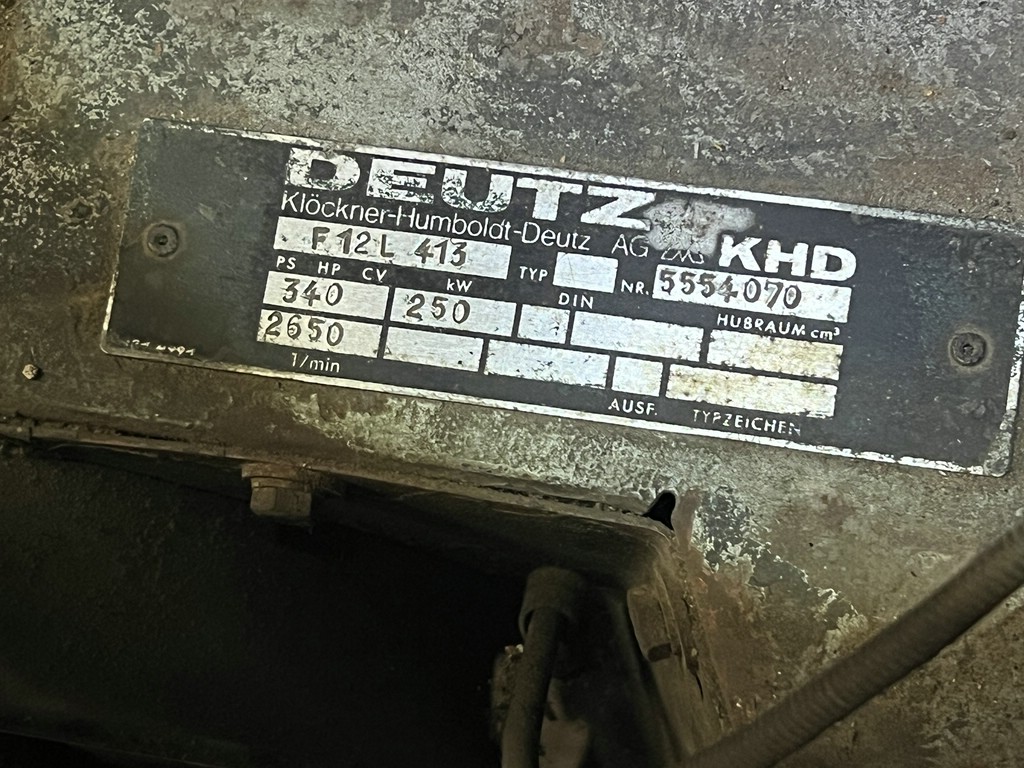 DEUTZ
Klöckner-Humboldt-Deutz AG KHD
F12L 413 TYP NR. 5554070
PS HP CV kW DIN HUBRAUM cm³
340 250
2650
1/min AUSF. TYPZEICHEN